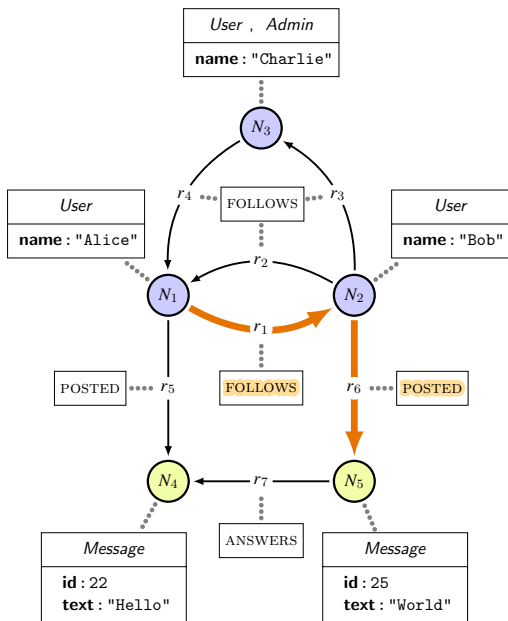 User , Admin
name : "Charlie"
N3
r4
FOLLOWS
r3
User
name : "Alice"
User
name : "Bob"
r2
N1
N2
r1
POSTED
r5
FOLLOWS
r6
POSTED
N4
r7
N5
ANSWERS
Message
id : 22
text : "Hello"
Message
id : 25
text : "World"